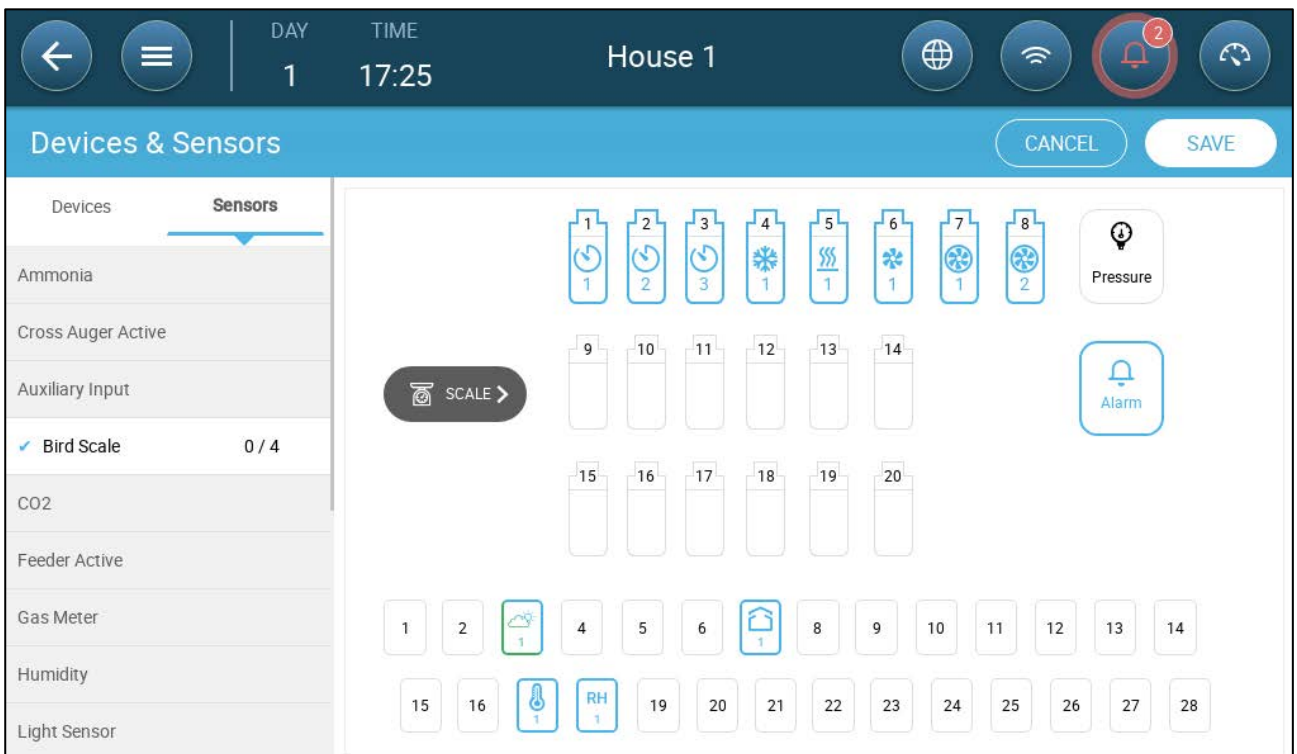 DAY TIME
1 17:25 House 1 2
Devices & Sensors CANCEL SAVE
Devices Sensors
Ammonia
Cross Auger Active
Auxiliary Input
Bird Scale 0 / 4
CO2
Feeder Active
Gas Meter
Humidity
Light Sensor
1 2 3 4 5 6 7 8
1 2 3 1 1 1 1 2
Pressure
9 10 11 12 13 14
SCALE
Alarm
15 16 17 18 19 20
1 2 1 4 5 6 1 8 9 10 11 12 13 14
15 16 1 RH 1 19 20 21 22 23 24 25 26 27 28